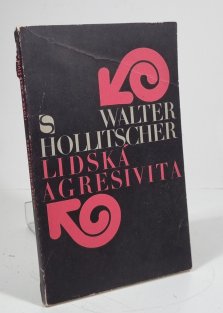 WALTER
S HOLLITSCHER
LIDSKÁ
AGRESIVITA